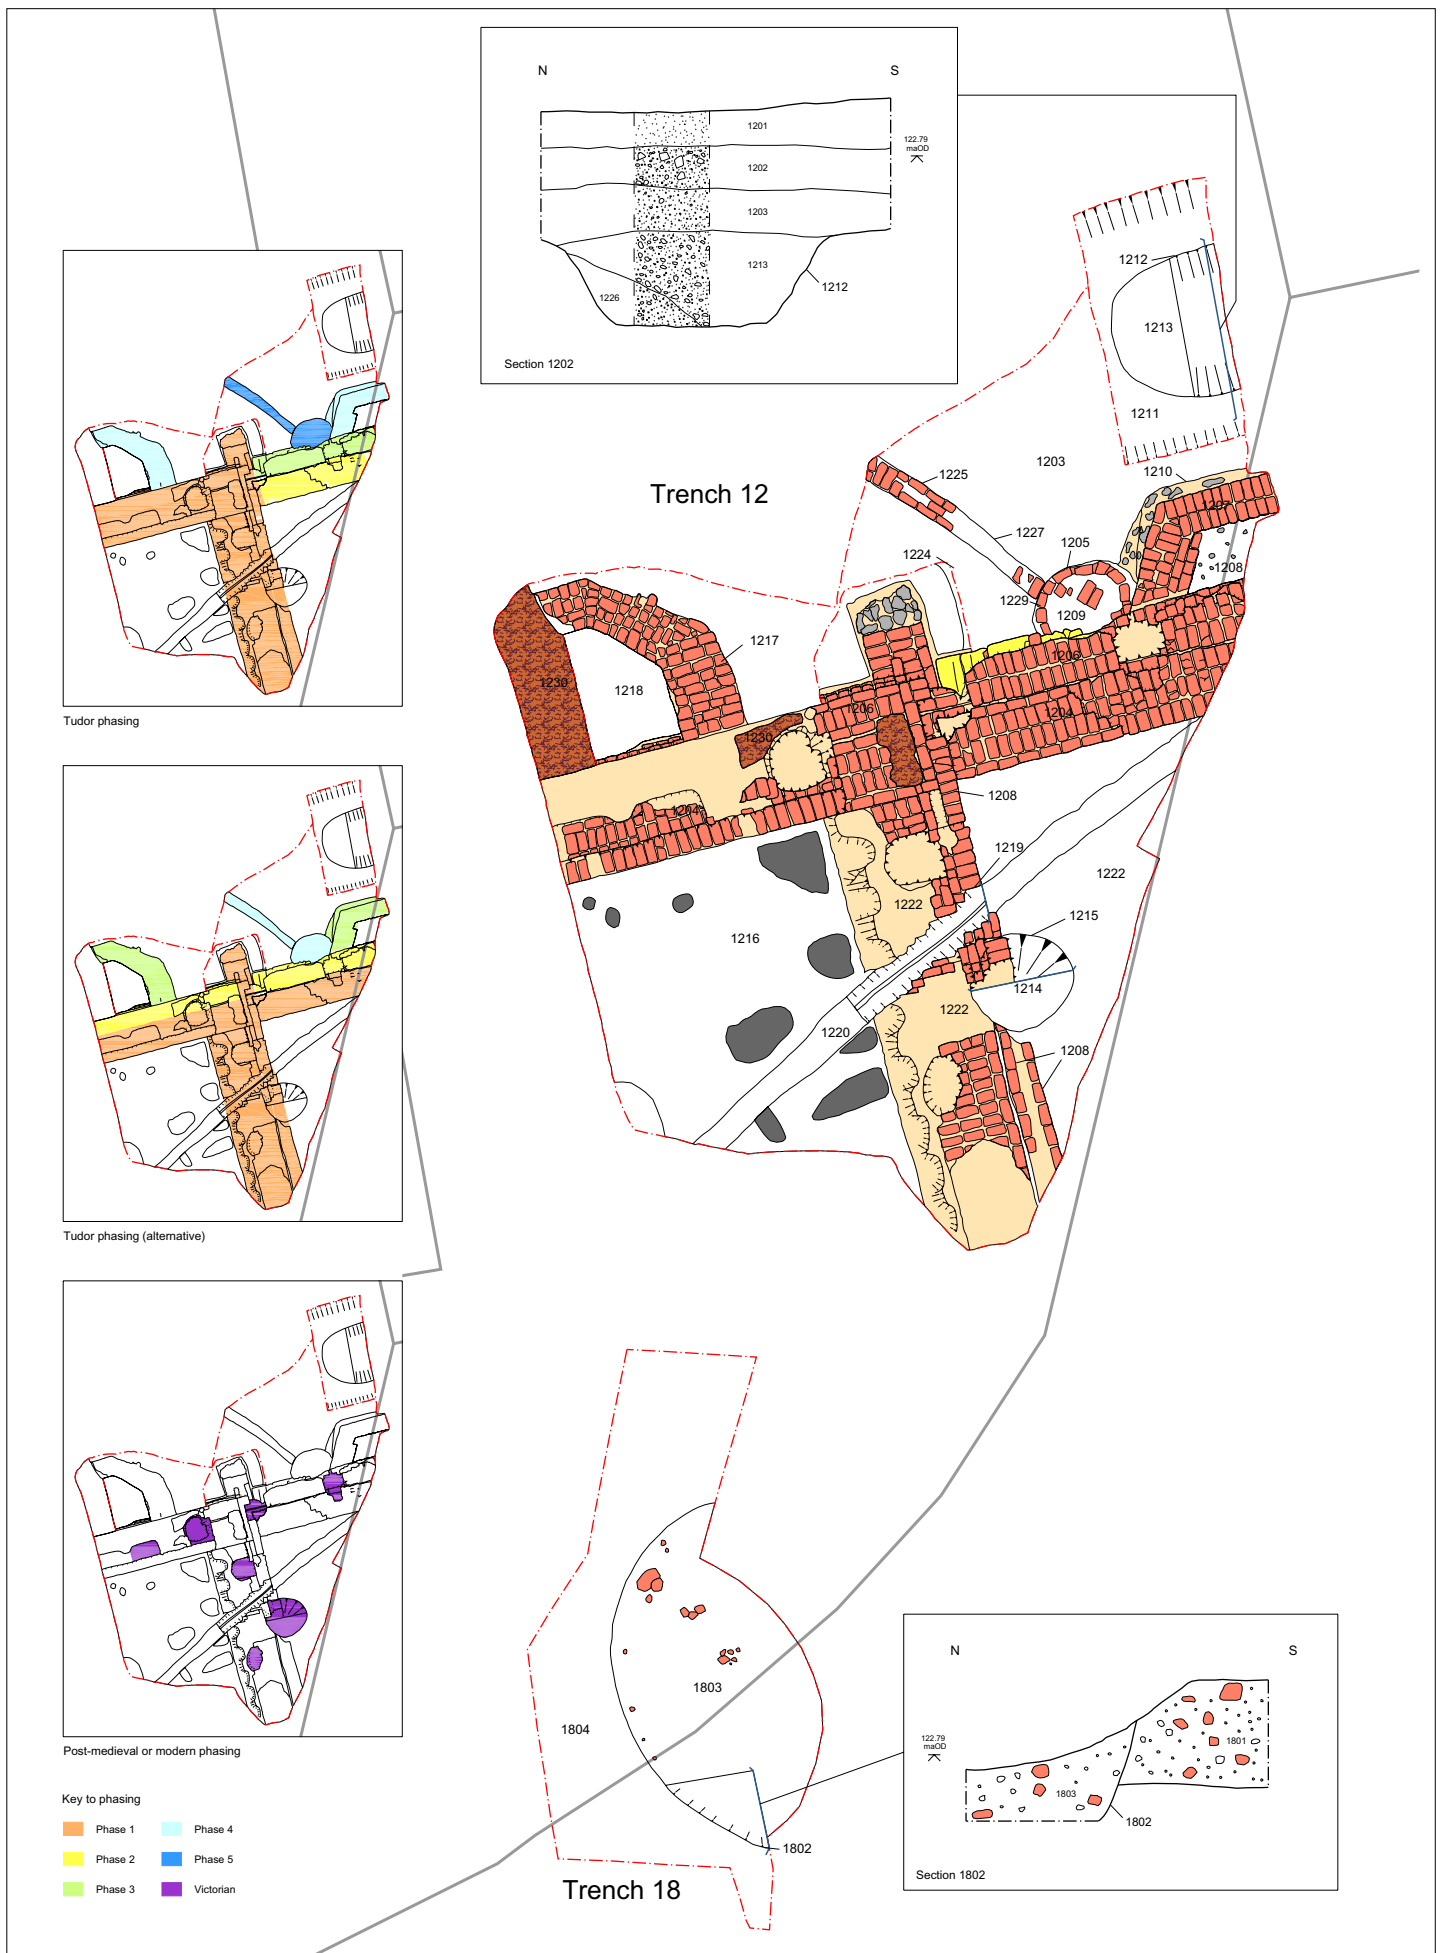 N
S
1201
122.79
maOD
1202
1203
1213
1212
1226
Section 1202
1212
1213
1211
1203
1210
1225
Trench 12
1207
1227
1205
1224
1208
1229
1209
1217
1206
1230
1218
1206
1204
1230
1208
1204
1219
1222
1222
1215
1216
1214
1222
1220
1208
Tudor phasing
Tudor phasing (alternative)
Post-medieval or modern phasing
Key to phasing
Phase 1
Phase 4
Phase 2
Phase 5
Phase 3
Victorian
1803
1804
1802
Trench 18
N
S
122.79
maOD
1801
1803
1802
Section 1802